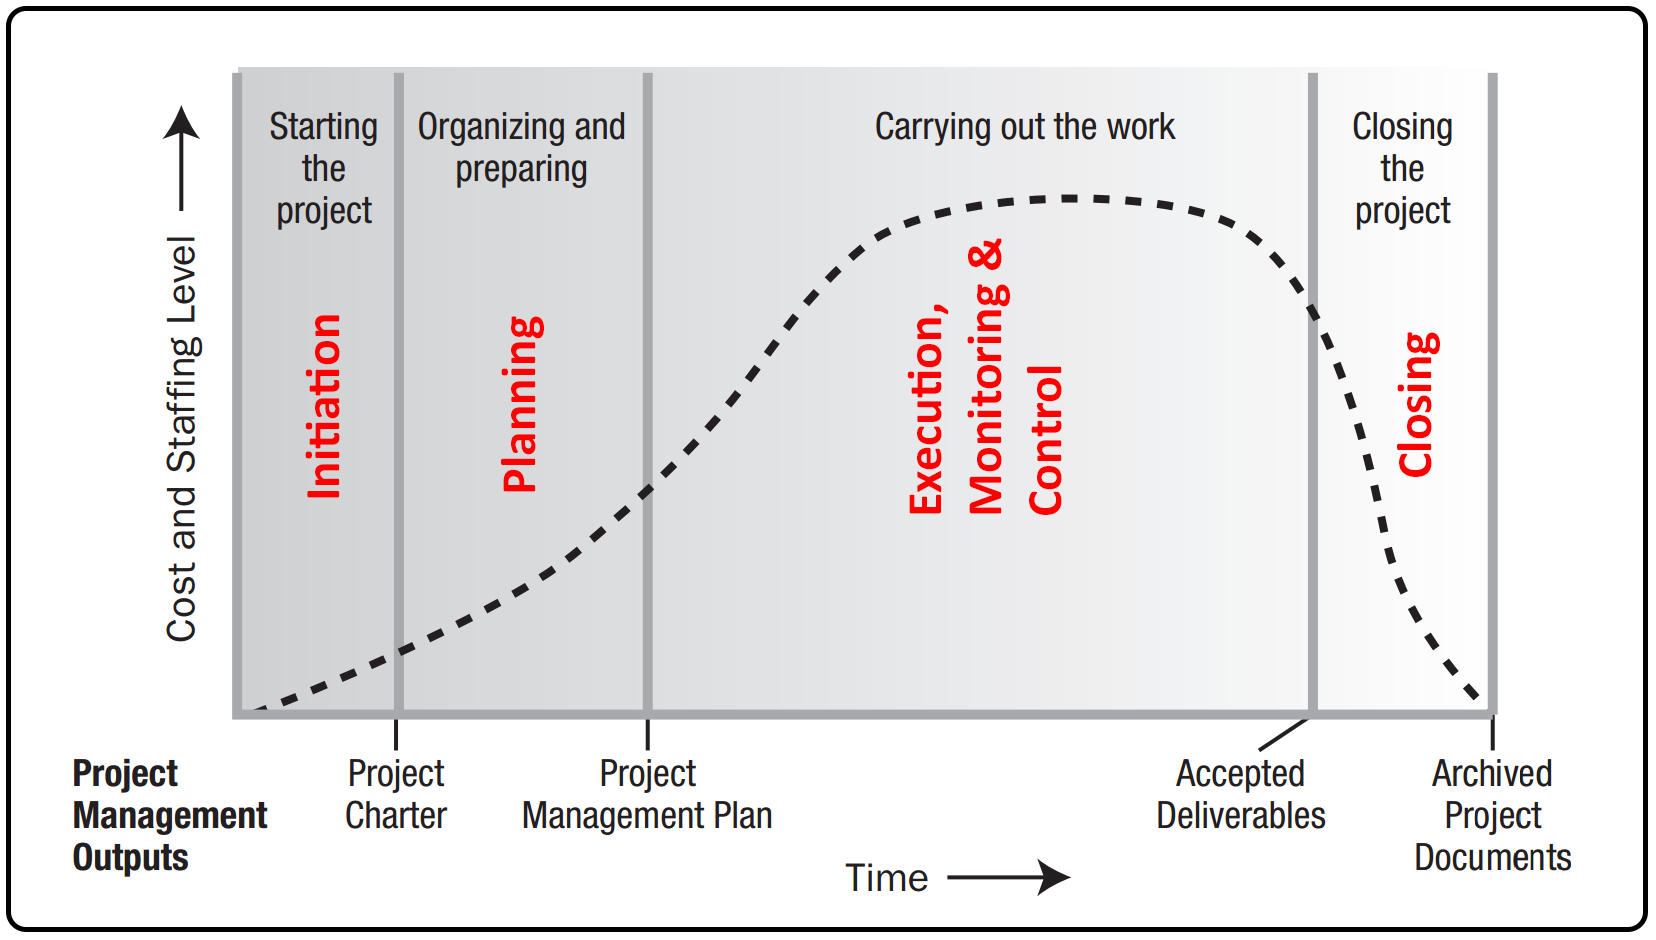 Starting
the
project
Organizing and
preparing
Carrying out the work
Closing
the
project
Cost and Staffing Level
Initiation
Planning
Execution,
Monitoring &
Control
Closing
Project
Management
Outputs
Project
Charter
Project
Management Plan
Accepted
Deliverables
Archived
Project
Documents
Time